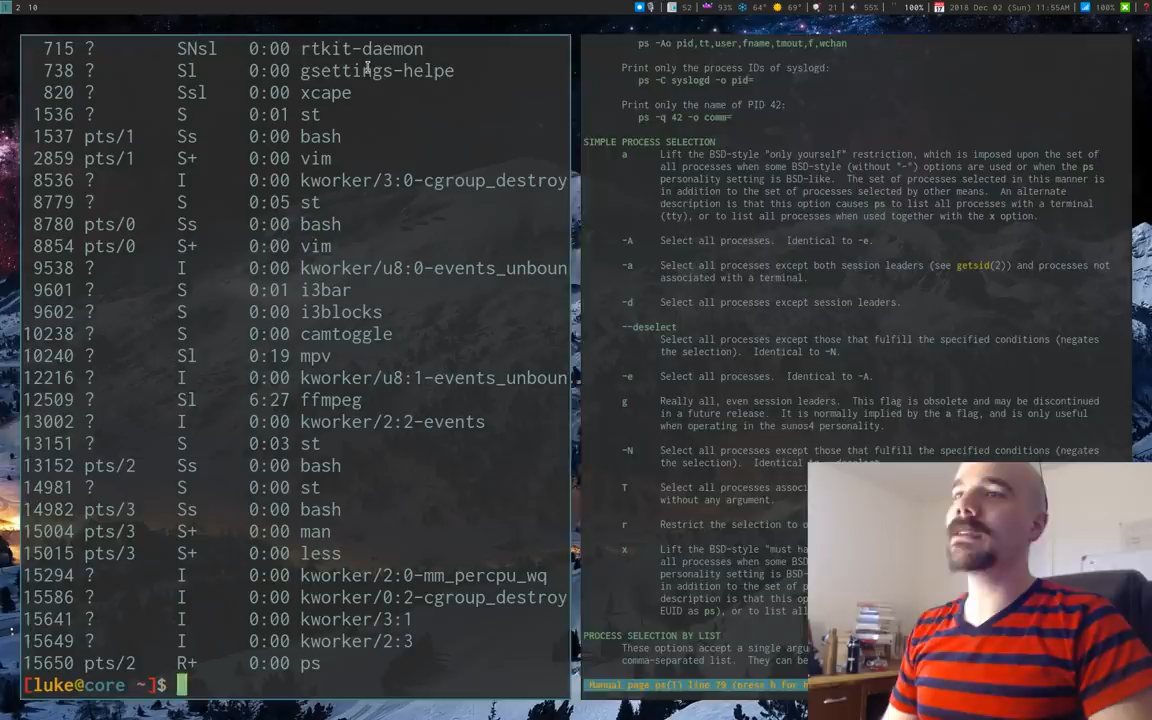 1 2 10 52 93% 64° 69° 21 55% 100% 2018 Dec 02 (Sun) 11:55AM 100% ?
715 ? SNsl 0:00 rtkit-daemon
738 ? Sl 0:00 gsettings-helpe
820 ? Ssl 0:00 xcape
1536 ? S 0:01 st
1537 pts/1 Ss 0:00 bash
2859 pts/1 S+ 0:00 vim
8536 ? I 0:00 kworker/3:0-cgroup_destroy
8779 ? S 0:05 st
8780 pts/0 Ss 0:00 bash
8854 pts/0 S+ 0:00 vim
9538 ? I 0:00 kworker/u8:0-events_unboun
9601 ? S 0:01 i3bar
9602 ? S 0:00 i3blocks
10238 ? S 0:00 camtoggle
10240 ? Sl 0:19 mpv
12216 ? I 0:00 kworker/u8:1-events_unboun
12509 ? Sl 6:27 ffmpeg
13002 ? I 0:00 kworker/2:2-events
13151 ? S 0:03 st
13152 pts/2 Ss 0:00 bash
14981 ? S 0:00 st
14982 pts/3 Ss 0:00 bash
15004 pts/3 S+ 0:00 man
15015 pts/3 S+ 0:00 less
15294 ? I 0:00 kworker/2:0-mm_percpu_wq
15586 ? I 0:00 kworker/0:2-cgroup_destroy
15641 ? I 0:00 kworker/3:1
15649 ? I 0:00 kworker/2:3
15650 pts/2 R+ 0:00 ps
[luke@core ~]$
ps -Ao pid,tt,user,fname,tmout,f,wchan
Print only the process IDs of syslogd:
ps -C syslogd -o pid=
Print only the name of PID 42:
ps -q 42 -o comm=
SIMPLE PROCESS SELECTION
a Lift the BSD-style "only yourself" restriction, which is imposed upon the set of
all processes when some BSD-style (without "-") options are used or when the ps
personality setting is BSD-like. The set of processes selected in this manner is
in addition to the set of processes selected by other means. An alternate
description is that this option causes ps to list all processes with a terminal
(tty), or to list all processes when used together with the x option.
-A Select all processes. Identical to -e.
-a Select all processes except both session leaders (see getsid(2)) and processes not
associated with a terminal.
-d Select all processes except session leaders.
--deselect
Select all processes except those that fulfill the specified conditions (negates
the selection). Identical to -N.
-e Select all processes. Identical to -A.
g Really all, even session leaders. This flag is obsolete and may be discontinued
in a future release. It is normally implied by the a flag, and is only useful
when operating in the sunos4 personality.
-N Select all processes except those that fulfill the specified conditions (negates
the selection). Identical
T Select all processes assoc
without any argument.
r Restrict the selection to o
x Lift the BSD-style "must ha
all processes when some BSD-
personality setting is BSD-
in addition to the set of p
description is that this op
EUID as ps), or to list all
PROCESS SELECTION BY LIST
These options accept a single argu
comma-separated list. They can be
Manual page ps(1) line 79 (press h for h